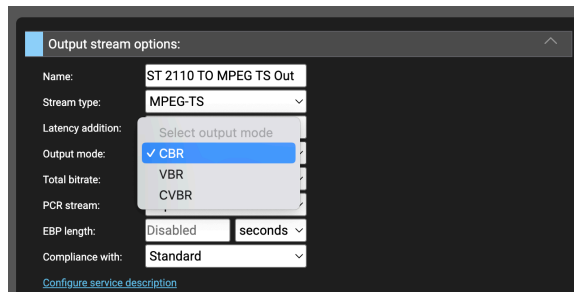 Output stream options:
Name: ST 2110 TO MPEG TS Out
Stream type: MPEG-TS
Latency addition:
Select output mode
Output mode: ✓ CBR
Total bitrate: VBR
CVBR
PCR stream:
EBP length: Disabled seconds
Compliance with: Standard
Configure service description